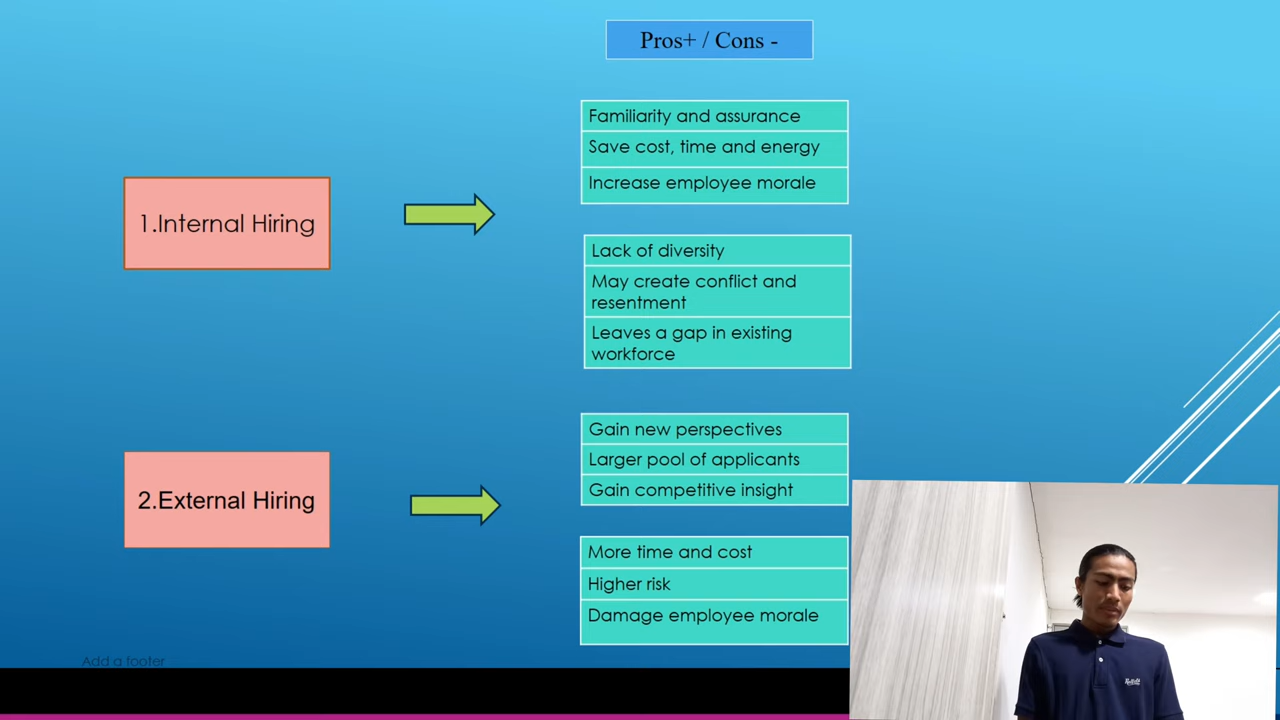 Pros+ / Cons -
1.Internal Hiring
Familiarity and assurance
Save cost, time and energy
Increase employee morale
Lack of diversity
May create conflict and
resentment
Leaves a gap in existing
workforce
2.External Hiring
Gain new perspectives
Larger pool of applicants
Gain competitive insight
More time and cost
Higher risk
Damage employee morale
Add a footer